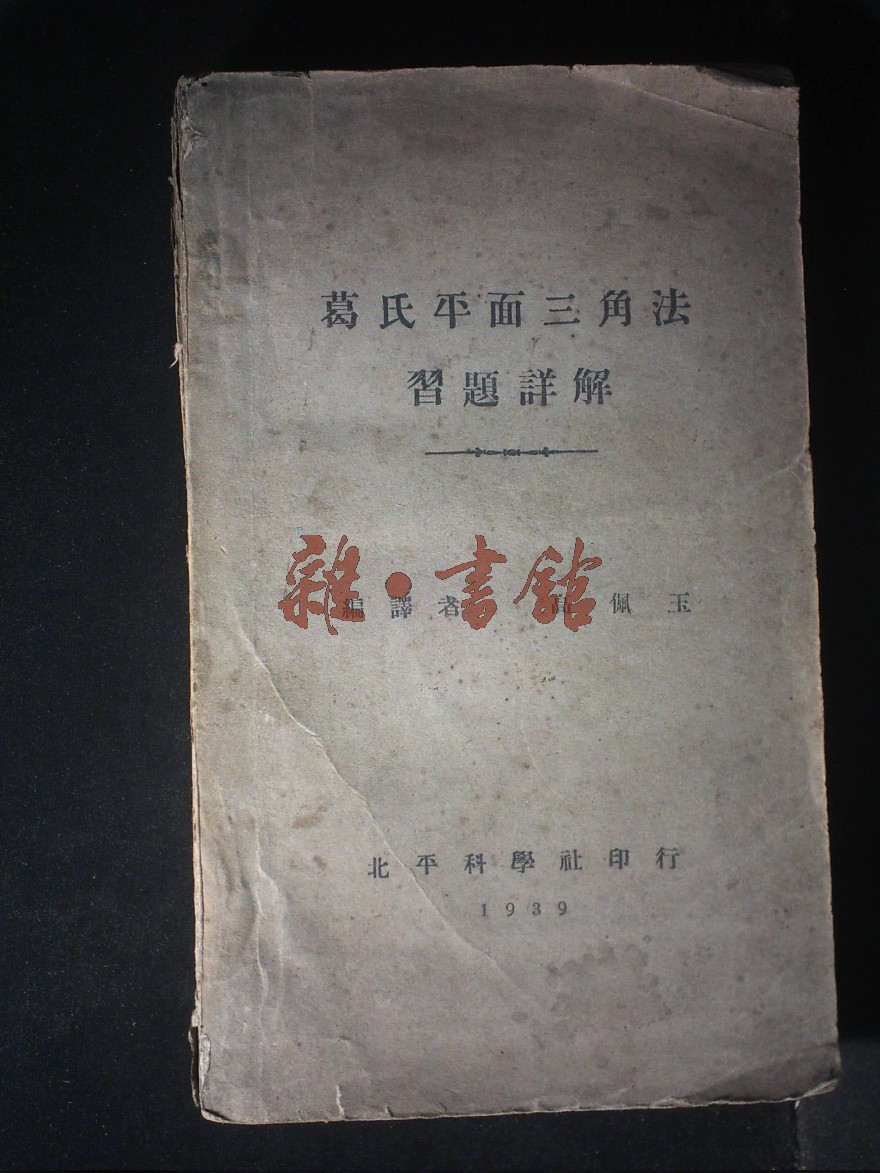 葛氏平面三角法
習題詳解
雜·書館
編譯者 高佩玉
北平科學社印行
1939